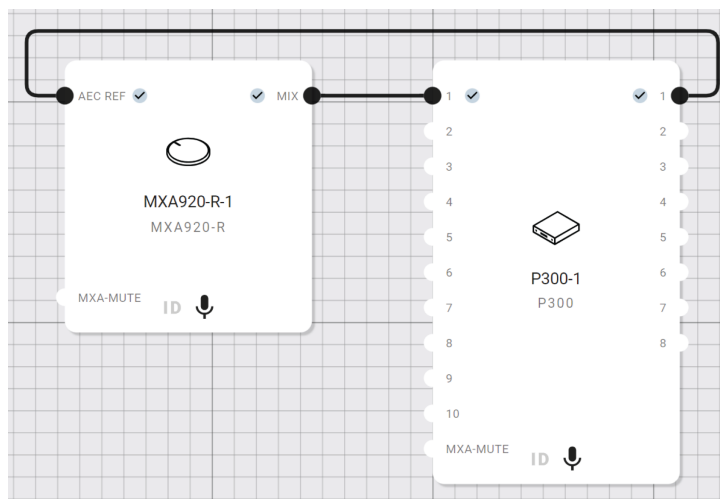 AEC REF
MIX
MXA920-R-1
MXA920-R
MXA-MUTE
ID
1
1
2
2
3
3
4
4
5
5
P300-1
6
6
P300
7
7
8
8
9
10
MXA-MUTE
ID